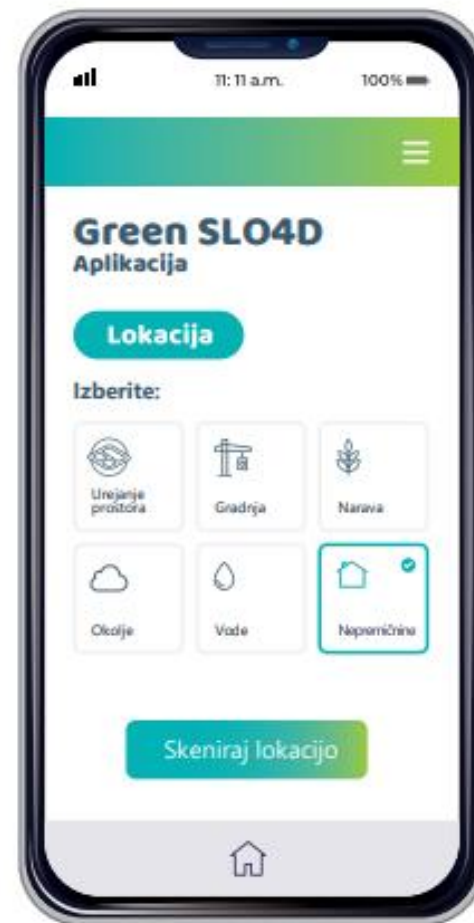 11:11 a.m.
100%
Green SLO4D
Aplikacija
Lokacija
Izberite:
Urejanje
prostora
Gradnja
Narava
Okolje
Vode
Nepremičnine
Skeniraj lokacijo